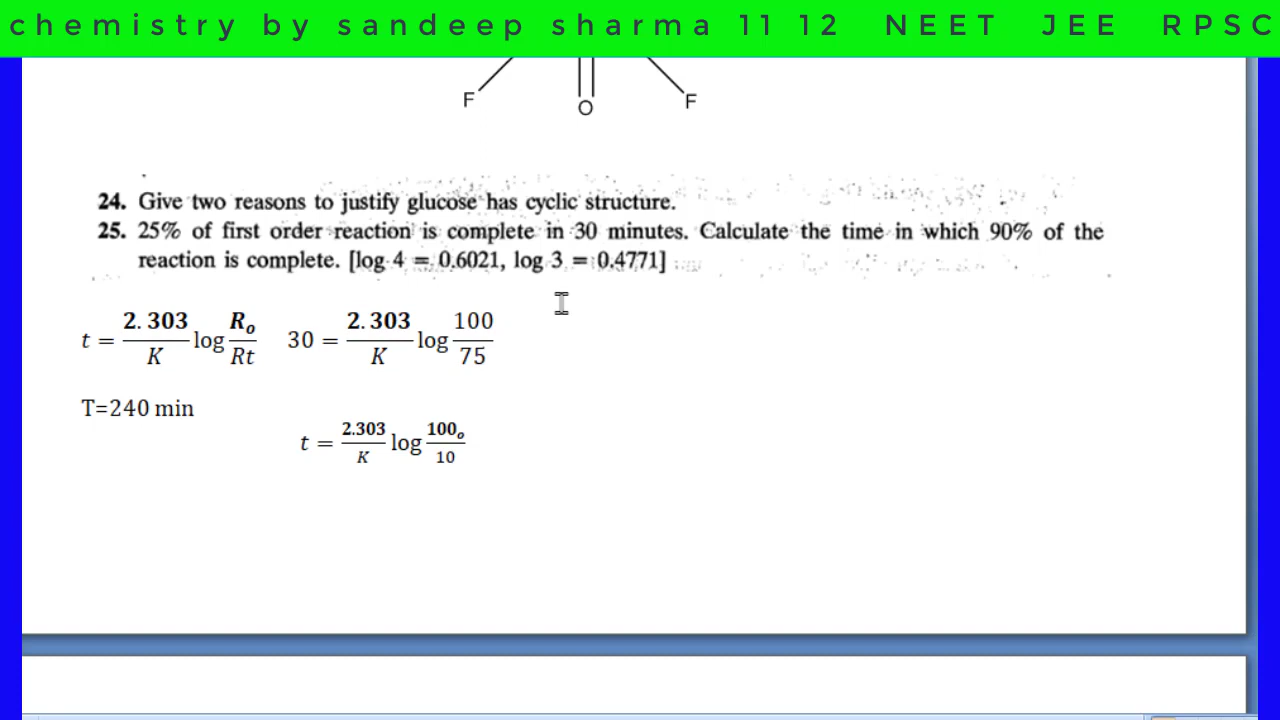 chemistry by sandeep sharma 11 12 NEET JEE RPSC
F O F
24. Give two reasons to justify glucose has cyclic structure.
25. 25% of first order reaction is complete in 30 minutes. Calculate the time in which 90% of the
reaction is complete. [log 4 = 0.6021, log 3 = 0.4771]
t = 2.303/K log Ro/Rt 30 = 2.303/K log 100/75
T=240 min
t = 2.303/K log 100o/10